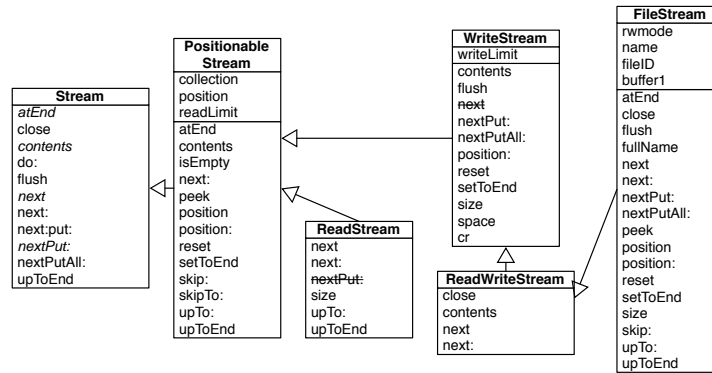 Stream
atEnd
close
contents
do:
flush
next
next:
next:put:
nextPut:
nextPutAll:
upToEnd
Positionable
Stream
collection
position
readLimit
atEnd
contents
isEmpty
next:
peek
position
position:
reset
setToEnd
skip:
skipTo:
upTo:
upToEnd
ReadStream
next
next:
nextPut:
size
upTo:
upToEnd
WriteStream
writeLimit
contents
flush
next
nextPut:
nextPutAll:
position:
reset
setToEnd
size
space
cr
ReadWriteStream
close
contents
next
next:
FileStream
rwmode
name
fileID
buffer1
atEnd
close
flush
fullName
next
next:
nextPut:
nextPutAll:
peek
position
position:
reset
setToEnd
size
skip:
upTo:
upToEnd